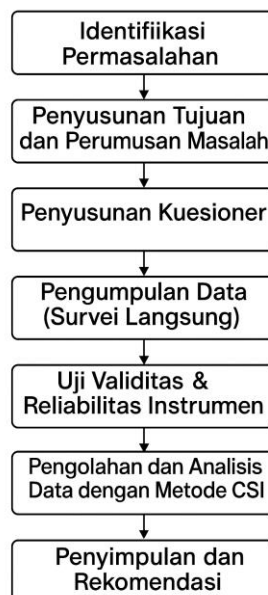 Identifiikasi
Permasalahan
Penyusunan Tujuan
dan Perumusan Masalah
Penyusunan Kuesioner
Pengumpulan Data
(Survei Langsung)
Uji Validitas &
Reliabilitas Instrumen
Pengolahan dan Analisis
Data dengan Metode CSI
Penyimpulan dan
Rekomendasi